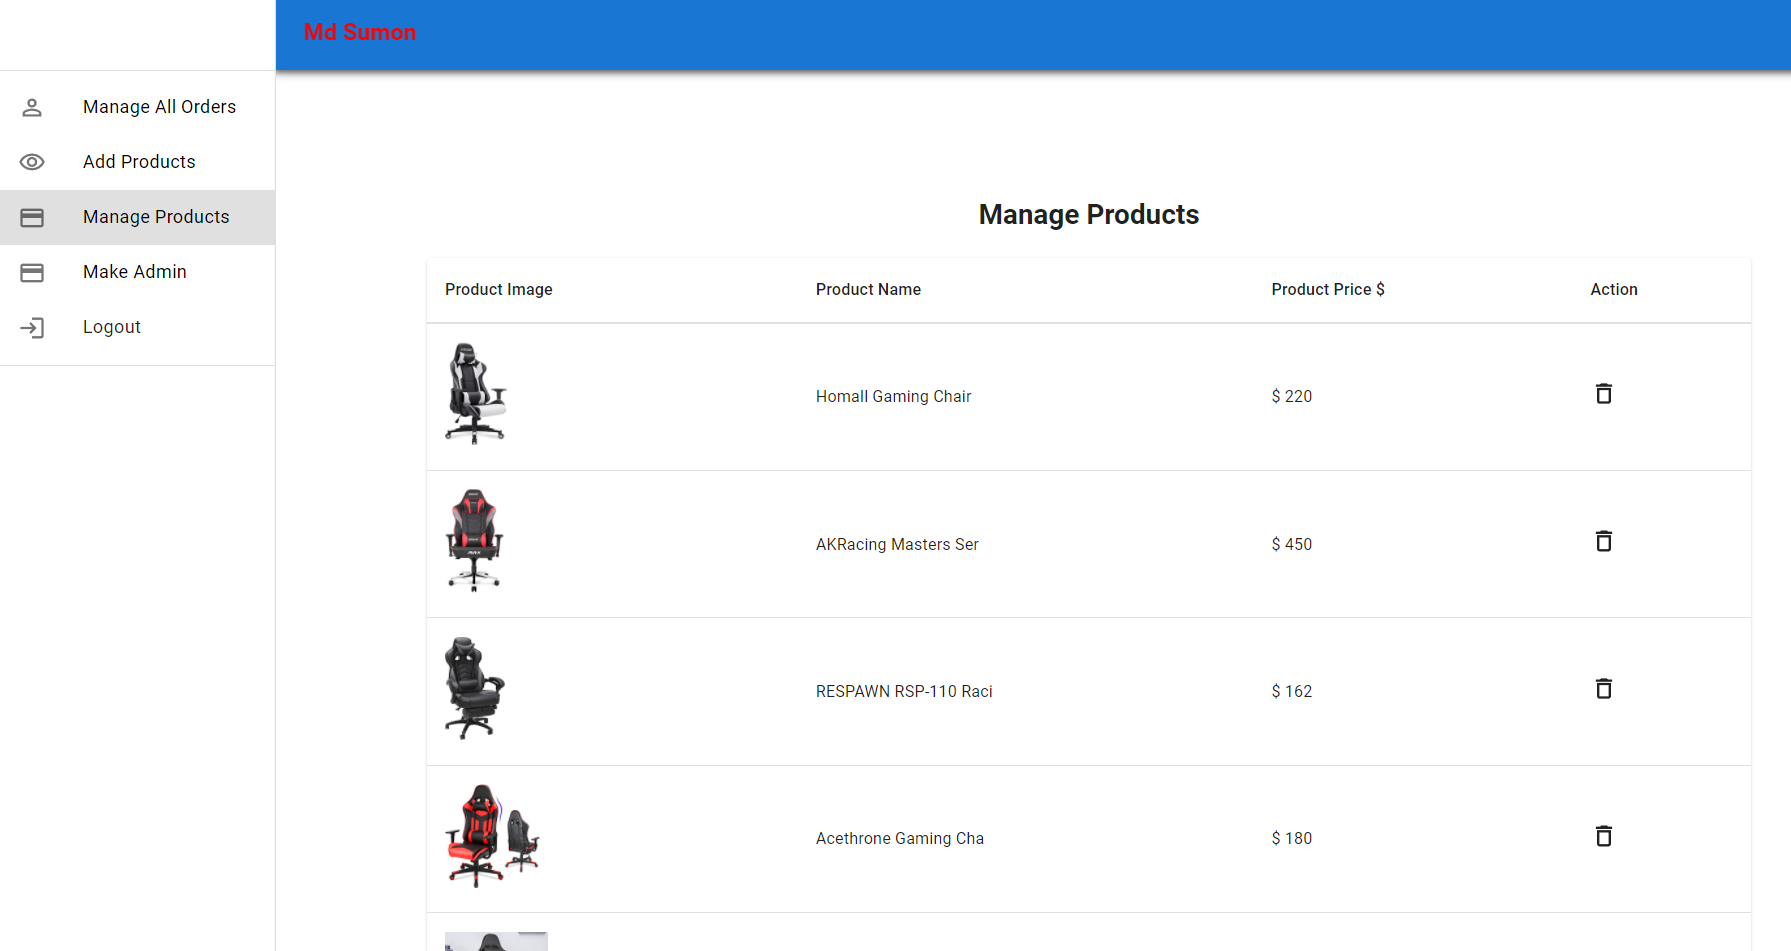 Md Sumon
Manage All Orders
Add Products
Manage Products
Make Admin
Logout
Manage Products
Product Image Product Name Product Price $ Action
Homall Gaming Chair $ 220
AKRacing Masters Ser $ 450
RESPAWN RSP-110 Raci $ 162
Acethrone Gaming Cha $ 180